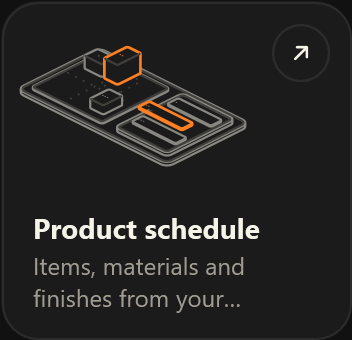 Product schedule
Items, materials and
finishes from your...